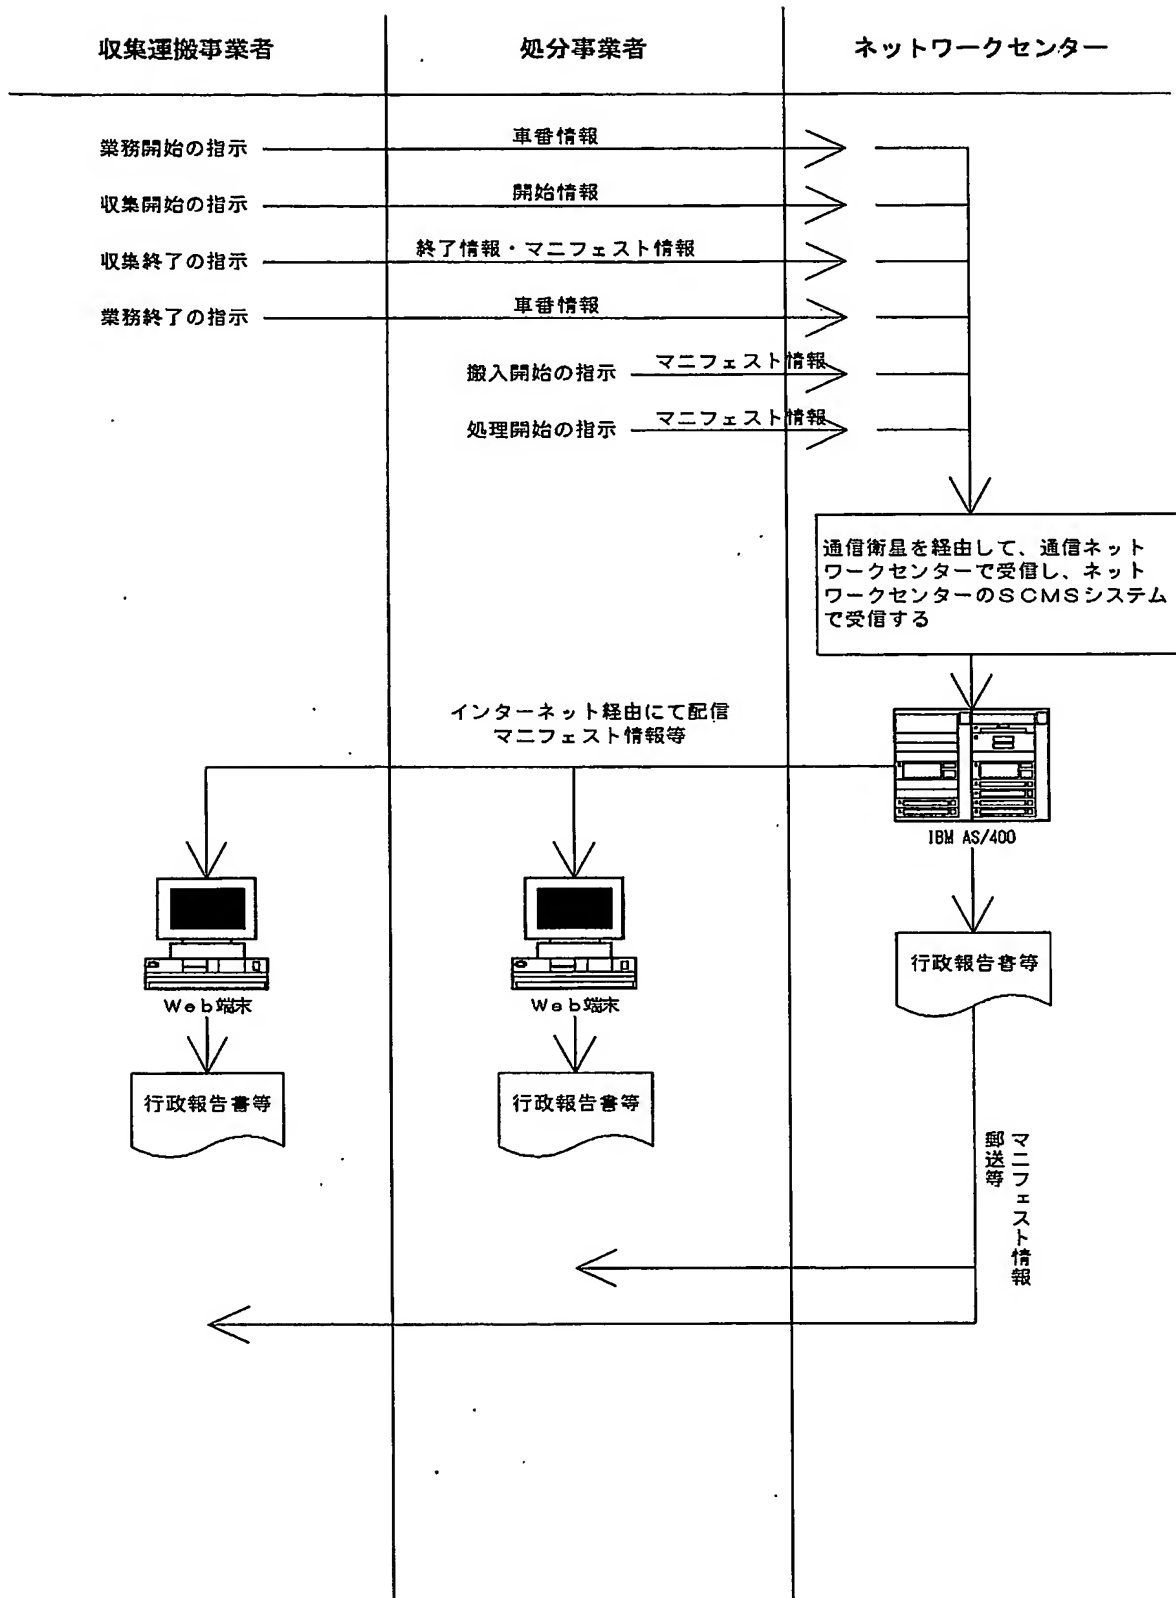 収集運搬事業者
処分事業者
ネットワークセンター
業務開始の指示
車番情報
収集開始の指示
開始情報
収集終了の指示
終了情報・マニフェスト情報
業務終了の指示
車番情報
搬入開始の指示
マニフェスト情報
処理開始の指示
マニフェスト情報
通信衛星を経由して、通信ネット
ワークセンターで受信し、ネット
ワークセンターのSCMSシステム
で受信する
インターネット経由にて配信
マニフェスト情報等
IBM AS/400
Web端末
Web端末
行政報告書等
行政報告書等
行政報告書等
マニフェスト情報
郵送等